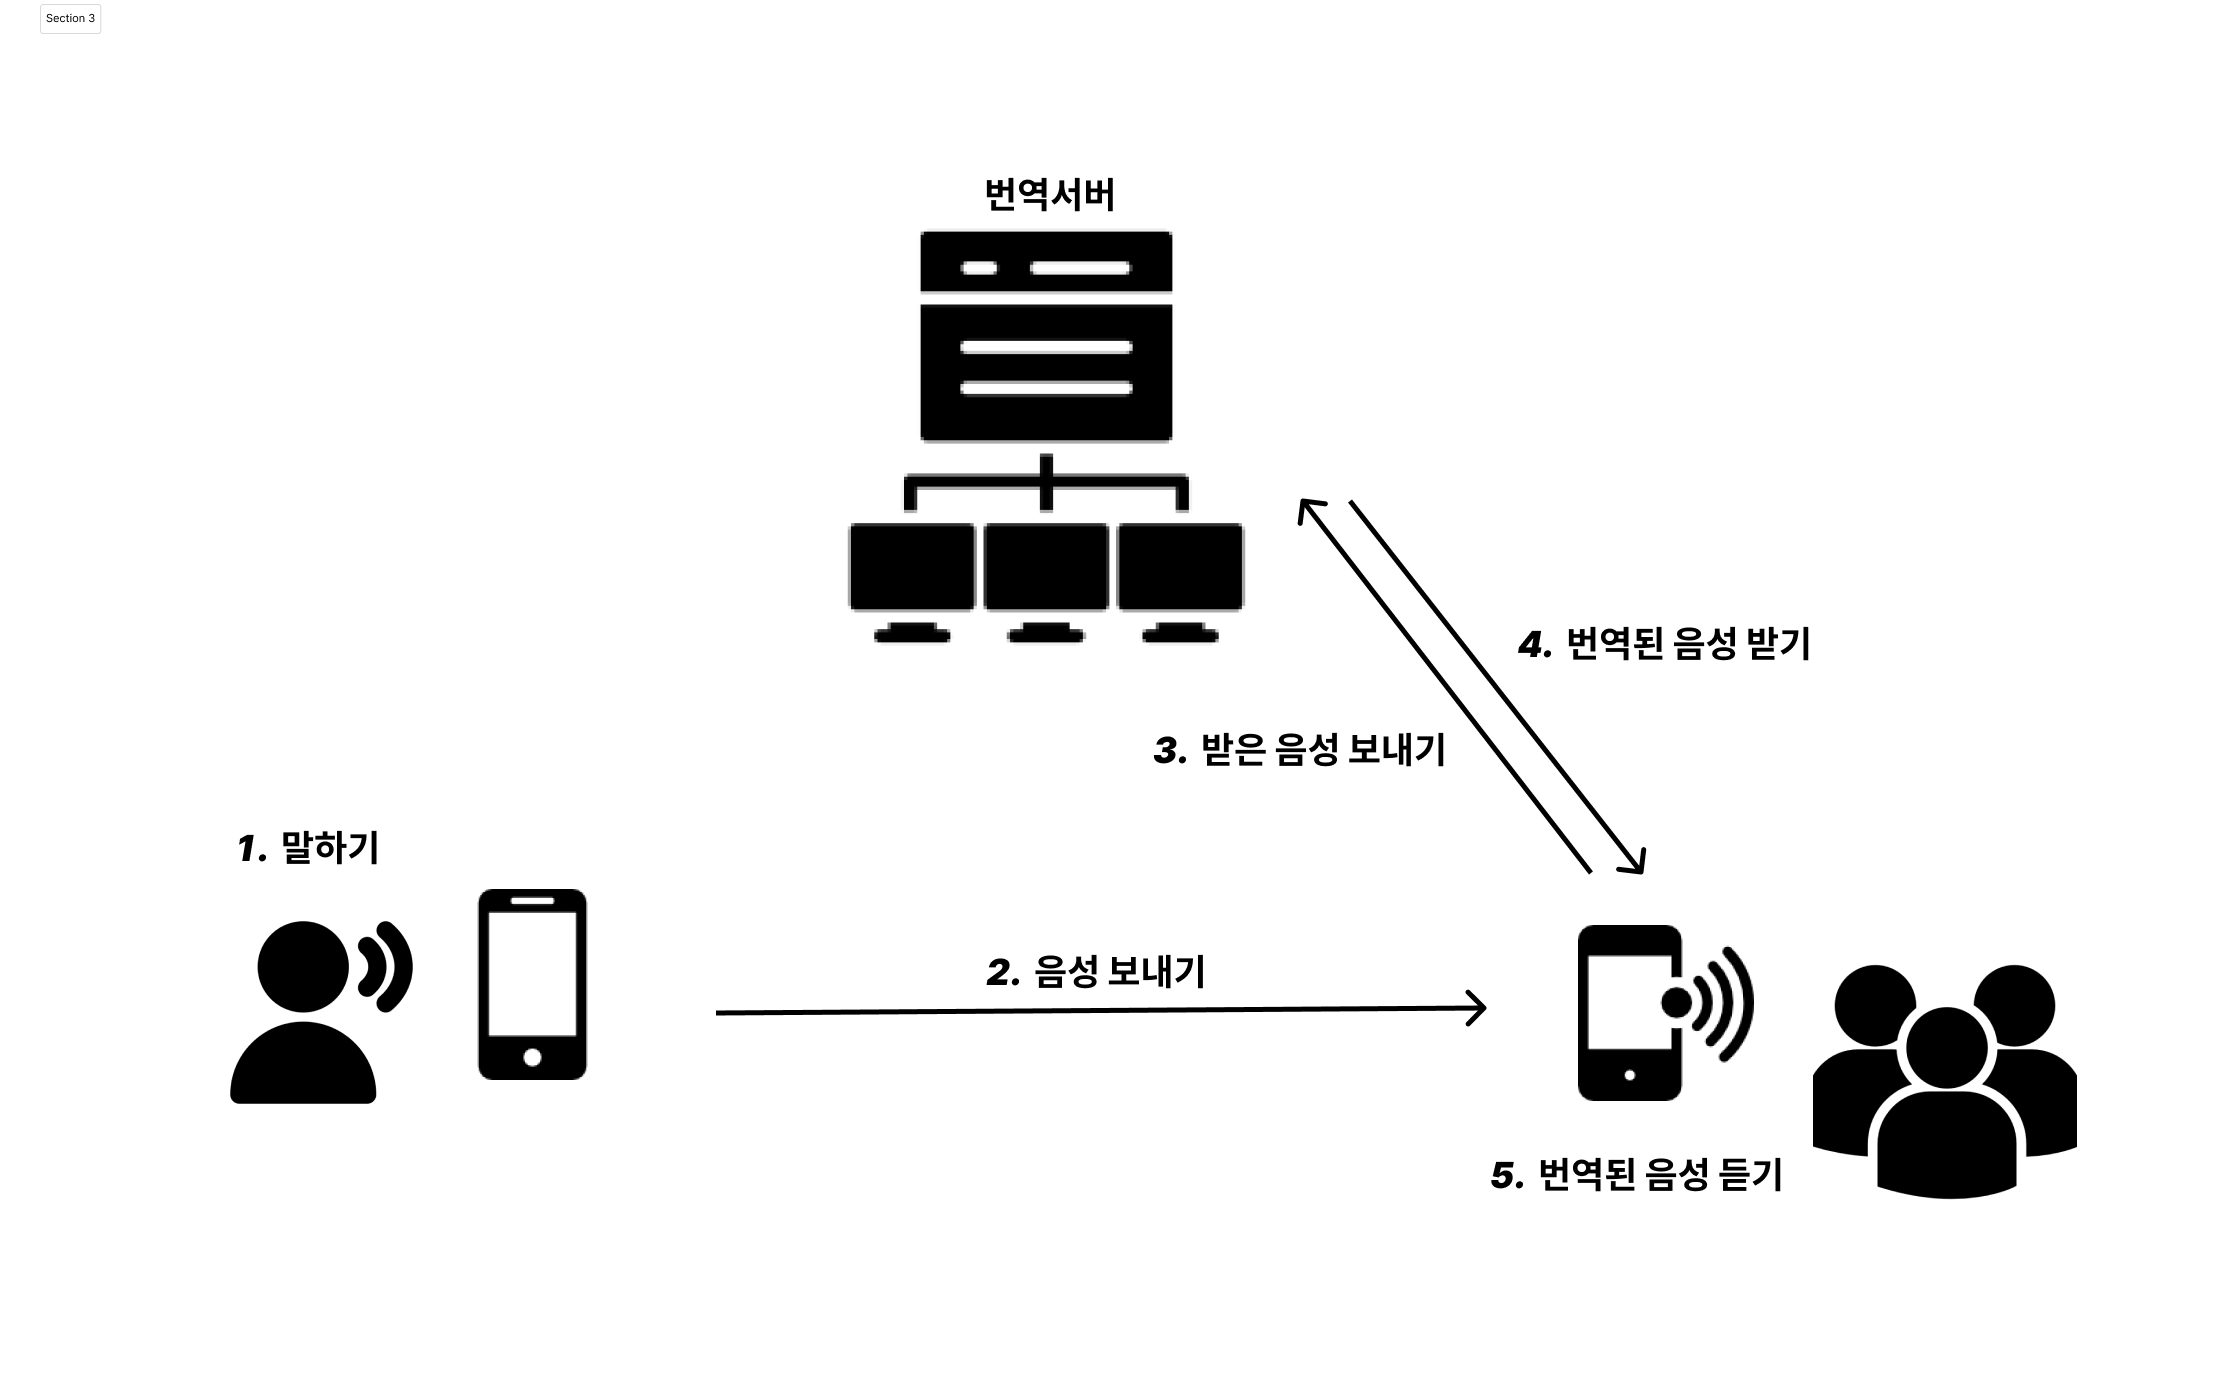 Section 3
번역서버
4. 번역된 음성 받기
3. 받은 음성 보내기
1. 말하기
2. 음성 보내기
5. 번역된 음성 듣기